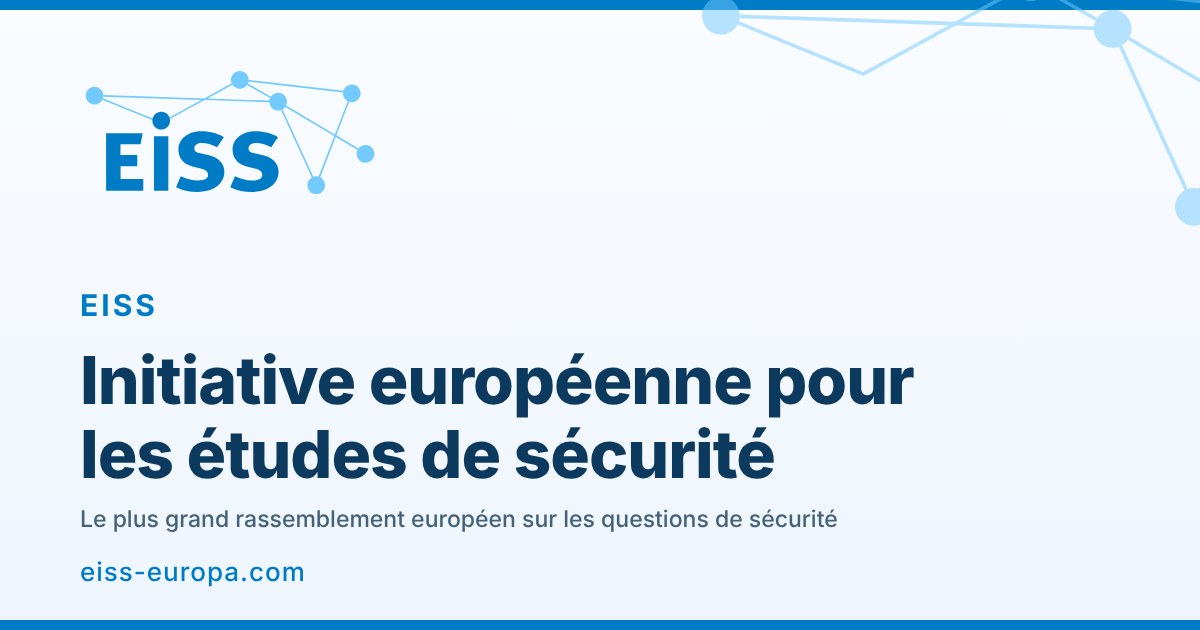 EiSS
EISS
Initiative européenne pour
les études de sécurité
Le plus grand rassemblement européen sur les questions de sécurité
eiss-europa.com